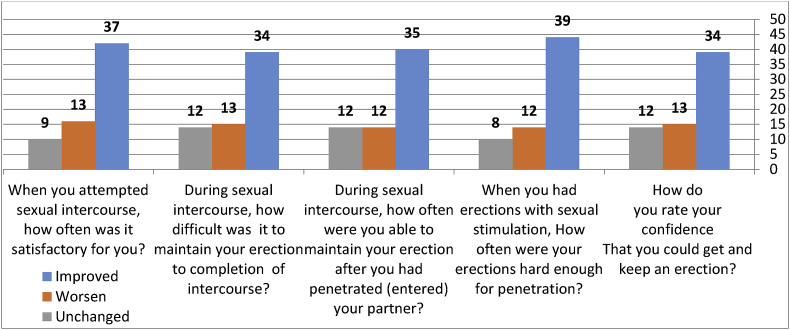 37
39
34
35
34
9
13
12
13
12
12
8
12
12
13
50
45
40
35
30
25
20
15
10
5
0
When you attempted
sexual intercourse,
how often was it
satisfactory for you?
During sexual
intercourse, how
difficult was it to
maintain your erection
to completion of
intercourse?
During sexual
intercourse, how often
were you able to
maintain your erection
after you had
penetrated (entered)
your partner?
When you had
erections with sexual
stimulation, How
often were your
erections hard enough
for penetration?
How do
you rate your
confidence
That you could get and
keep an erection?
Improved
Worsen
Unchanged